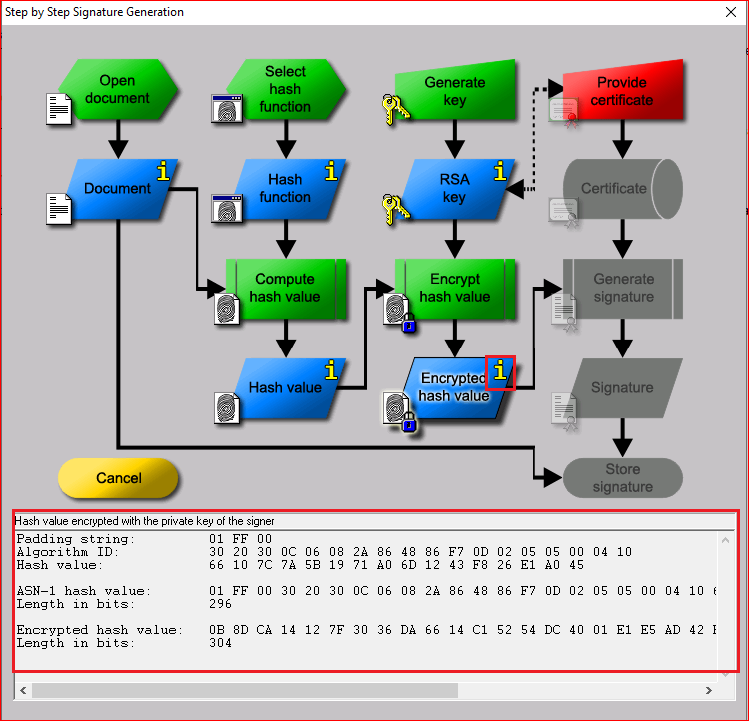 Step by Step Signature Generation
Open
document
Select
hash
function
Generate
key
Provide
certificate
Document
i
Hash
function
i
RSA
key
i
Certificate
Compute
hash value
Encrypt
hash value
Generate
signature
Hash value
i
Encrypted
hash value
i
Signature
Cancel
Store
signature
Hash value encrypted with the private key of the signer
Padding string: 01 FF 00
Algorithm ID: 30 20 30 0C 06 08 2A 86 48 86 F7 0D 02 05 05 00 04 10
Hash value: 66 10 7C 7A 5B 19 71 A0 6D 12 43 F8 26 E1 A0 45
ASN-1 hash value: 01 FF 00 30 20 30 0C 06 08 2A 86 48 86 F7 0D 02 05 05 00 04 10
Length in bits: 296
Encrypted hash value: 0B 8D CA 14 12 7F 30 36 DA 66 14 C1 52 54 DC 40 01 E1 E5 AD 42
Length in bits: 304